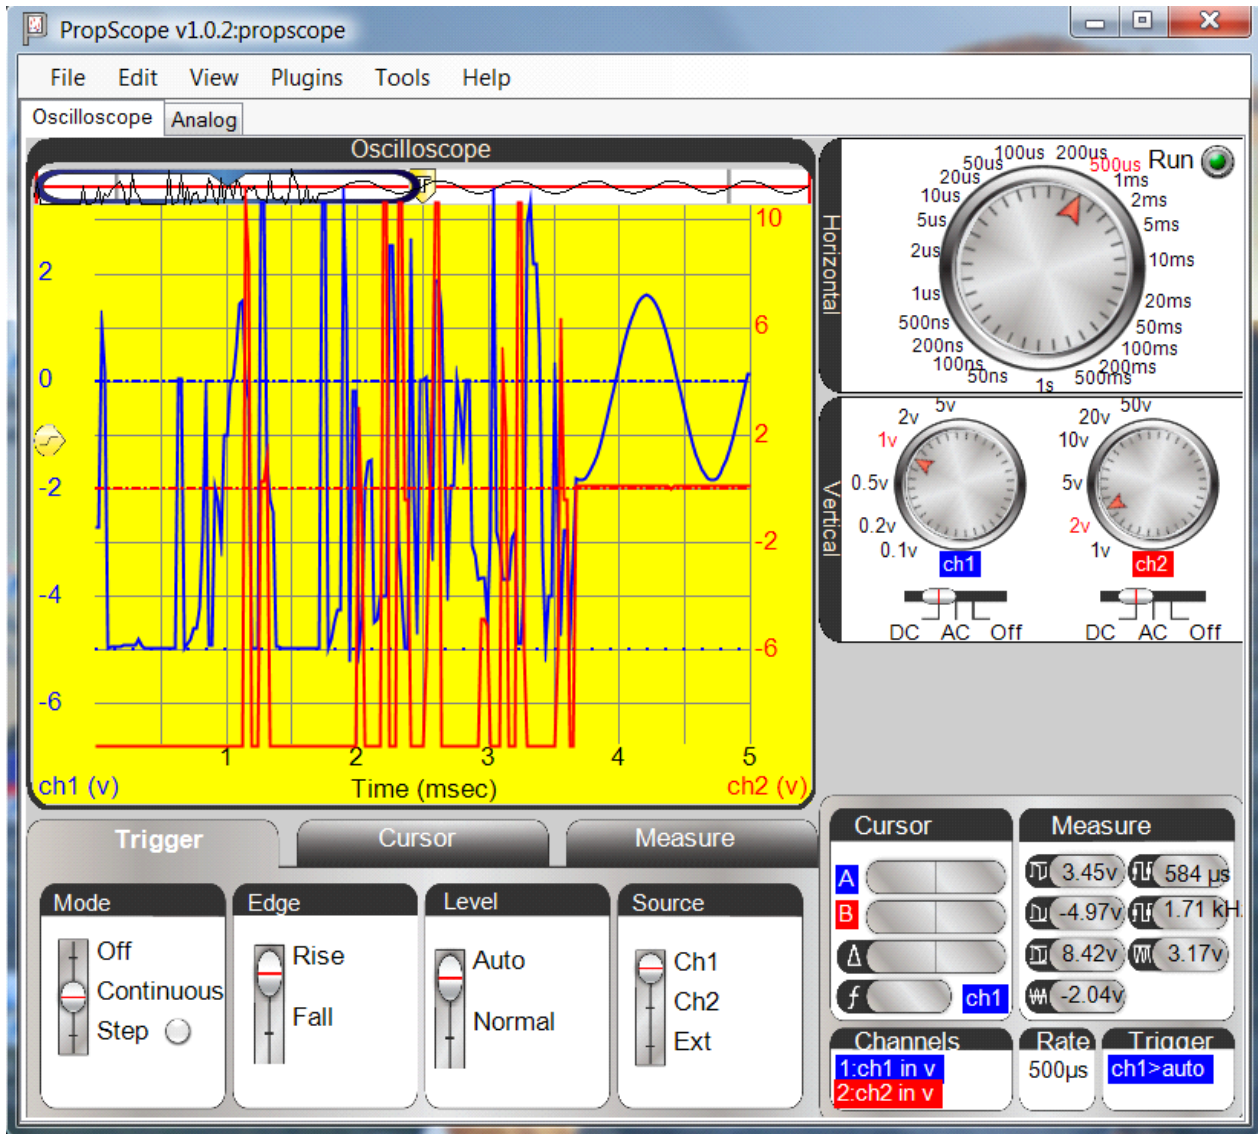 PropScope v1.0.2:propscope
File Edit View Plugins Tools Help
Oscilloscope Analog
Oscilloscope
2
0
-2
-4
-6
10
6
2
-2
-6
1 2 3 4 5
ch1 (v) Time (msec) ch2 (v)
Horizontal
Run
50ns
100ns
200ns
500ns
1us
2us
5us
10us
20us
50us
100us
200us
500us
1ms
2ms
5ms
10ms
20ms
50ms
100ms
200ms
500ms
1s
Vertical
5v
2v
1v
0.5v
0.2v
0.1v
ch1
DC AC Off
50v
20v
10v
5v
2v
1v
ch2
DC AC Off
Trigger Cursor Measure
Mode
Off
Continuous
Step
Edge
Rise
Fall
Level
Auto
Normal
Source
Ch1
Ch2
Ext
Cursor
A
B
Δ
f ch1
Measure
3.45v 584 µs
-4.97v 1.71 kHz
8.42v 3.17v
-2.04v
Channels
1:ch1 in v
2:ch2 in v
Rate
500µs
Trigger
ch1>auto